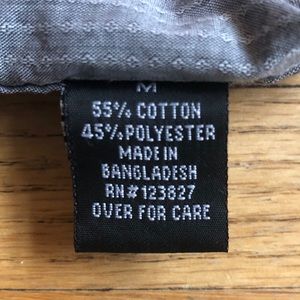 M
55% COTTON
45% POLYESTER
MADE IN
BANGLADESH
RN#123827
OVER FOR CARE